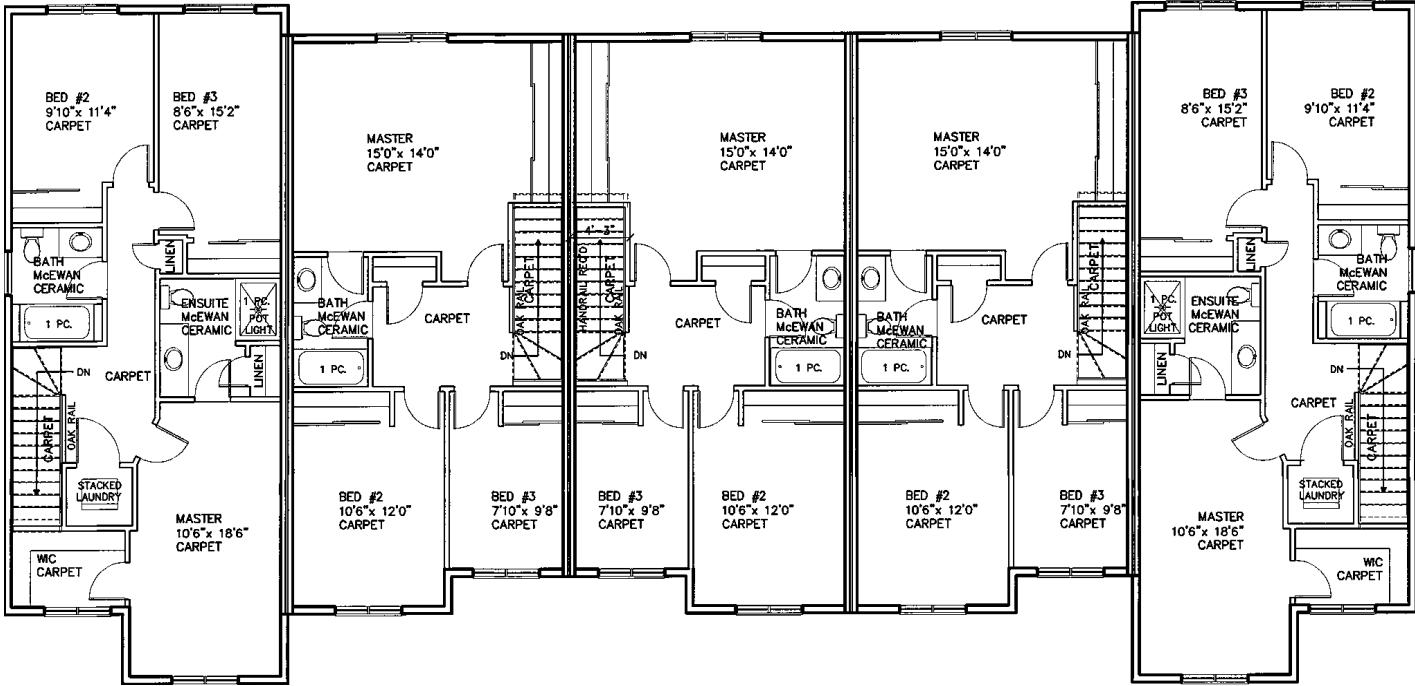 BED #2
9'10"x 11'4"
CARPET
BED #3
8'6"x 15'2"
CARPET
LINEN
BATH
McEWAN
CERAMIC
1 PC.
ENSUITE
McEWAN
CERAMIC
1 PC.
POT
LIGHT
LINEN
DN
CARPET
OAK RAIL
CARPET
STACKED
LAUNDRY
MASTER
10'6"x 18'6"
CARPET
WIC
CARPET
MASTER
15'0"x 14'0"
CARPET
BATH
McEWAN
CERAMIC
1 PC.
CARPET
OAK RAIL
CARPET
DN
BED #2
10'6"x 12'0"
CARPET
BED #3
7'10"x 9'8"
CARPET
MASTER
15'0"x 14'0"
CARPET
4'-3"
HANDRAIL REQ'D
CARPET
OAK RAIL
DN
CARPET
BATH
McEWAN
CERAMIC
1 PC.
BED #3
7'10"x 9'8"
CARPET
BED #2
10'6"x 12'0"
CARPET
MASTER
15'0"x 14'0"
CARPET
BATH
McEWAN
CERAMIC
1 PC.
CARPET
OAK RAIL
CARPET
DN
BED #2
10'6"x 12'0"
CARPET
BED #3
7'10"x 9'8"
CARPET
BED #3
8'6"x 15'2"
CARPET
BED #2
9'10"x 11'4"
CARPET
LINEN
BATH
McEWAN
CERAMIC
1 PC.
1 PC.
POT
LIGHT
ENSUITE
McEWAN
CERAMIC
LINEN
DN
CARPET
OAK RAIL
CARPET
STACKED
LAUNDRY
MASTER
10'6"x 18'6"
CARPET
WIC
CARPET